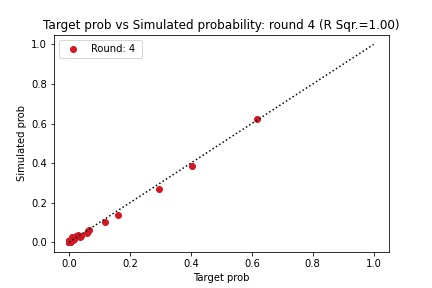 Target prob vs Simulated probability: round 4 (R Sqr.=1.00)
Round: 4
Simulated prob
1.0
0.8
0.6
0.4
0.2
0.0
0.0 0.2 0.4 0.6 0.8 1.0
Target prob